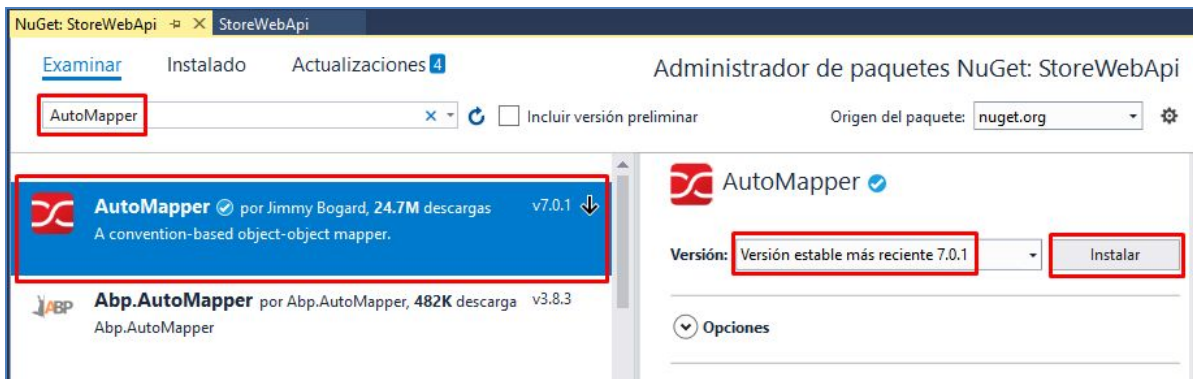 NuGet: StoreWebApi
StoreWebApi
Examinar Instalado Actualizaciones 4
Administrador de paquetes NuGet: StoreWebApi
AutoMapper
Incluir versión preliminar
Origen del paquete: nuget.org
AutoMapper por Jimmy Bogard, 24.7M descargas v7.0.1
A convention-based object-object mapper.
ABP
Abp.AutoMapper por Abp.AutoMapper, 482K descarga v3.8.3
Abp.AutoMapper
AutoMapper
Versión: Versión estable más reciente 7.0.1 Instalar
Opciones